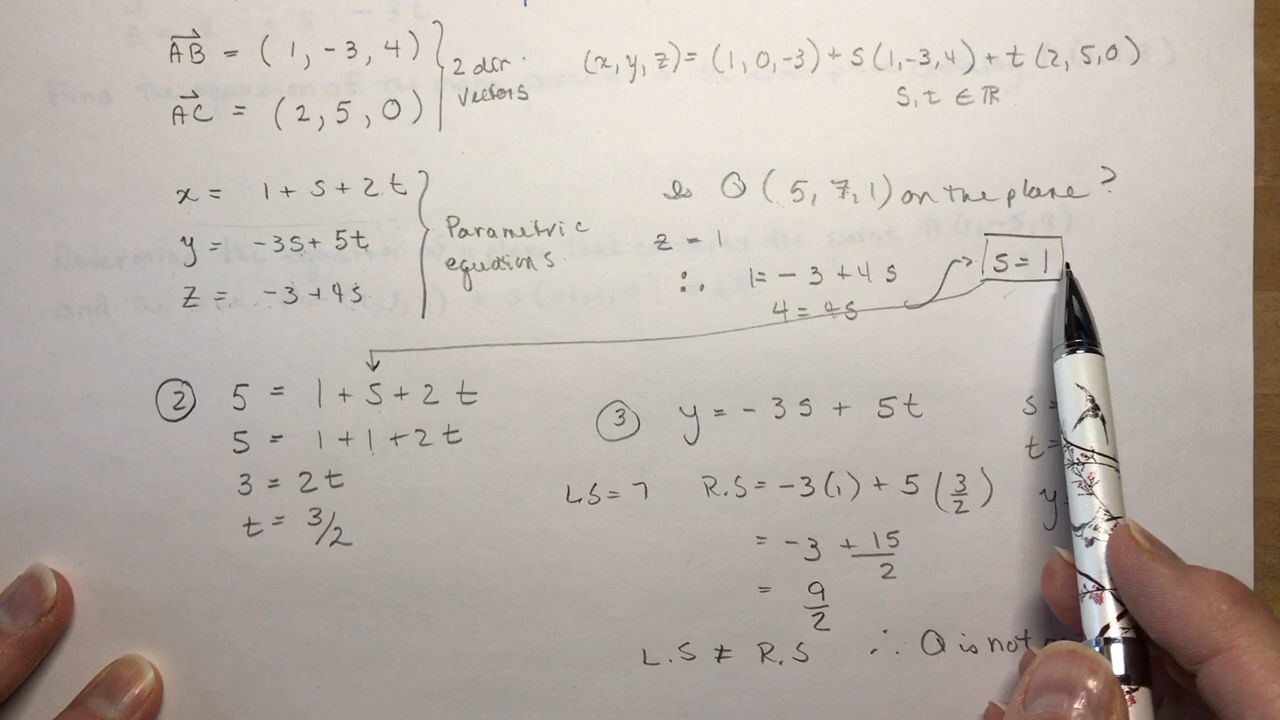 AB = (1, -3, 4)
AC = (2, 5, 0)
2 dir. vectors
(x, y, z) = (1, 0, -3) + s(1, -3, 4) + t(2, 5, 0)
s, t ∈ ℝ
x = 1 + s + 2t
y = -3s + 5t
z = -3 + 4s
Parametric
equations
Is Q(5, 7, 1) on the plane?
z = 1
∴ 1 = -3 + 4s
4 = 4s
s = 1
② 5 = 1 + s + 2t
5 = 1 + 1 + 2t
3 = 2t
t = 3/2
③ y = -3s + 5t
L.S = 7 R.S = -3(1) + 5(3/2)
= -3 + 15/2
= 9/2
L.S ≠ R.S ∴ Q is not
s =
t =
y